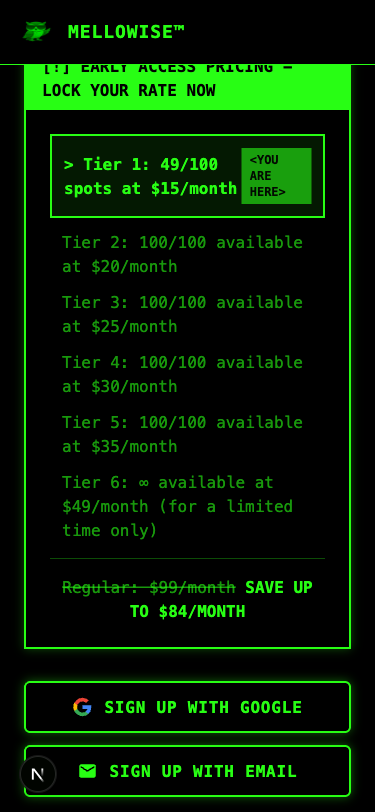 MELLOWISE™
[!] EARLY ACCESS PRICING —
LOCK YOUR RATE NOW
> Tier 1: 49/100
spots at $15/month
<YOU
ARE
HERE>
Tier 2: 100/100 available
at $20/month
Tier 3: 100/100 available
at $25/month
Tier 4: 100/100 available
at $30/month
Tier 5: 100/100 available
at $35/month
Tier 6: ∞ available at
$49/month (for a limited
time only)
Regular: $99/month SAVE UP
TO $84/MONTH
SIGN UP WITH GOOGLE
SIGN UP WITH EMAIL
N